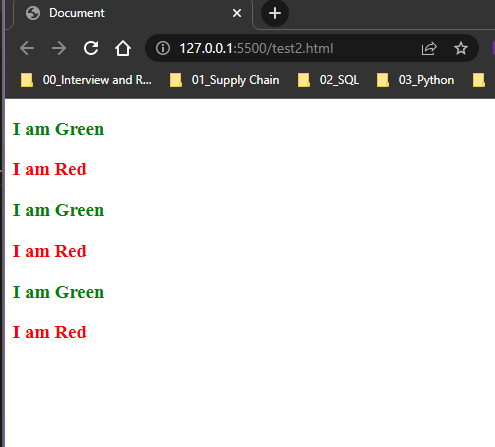 Document
127.0.0.1:5500/test2.html
00_Interview and R... 01_Supply Chain 02_SQL 03_Python
I am Green
I am Red
I am Green
I am Red
I am Green
I am Red